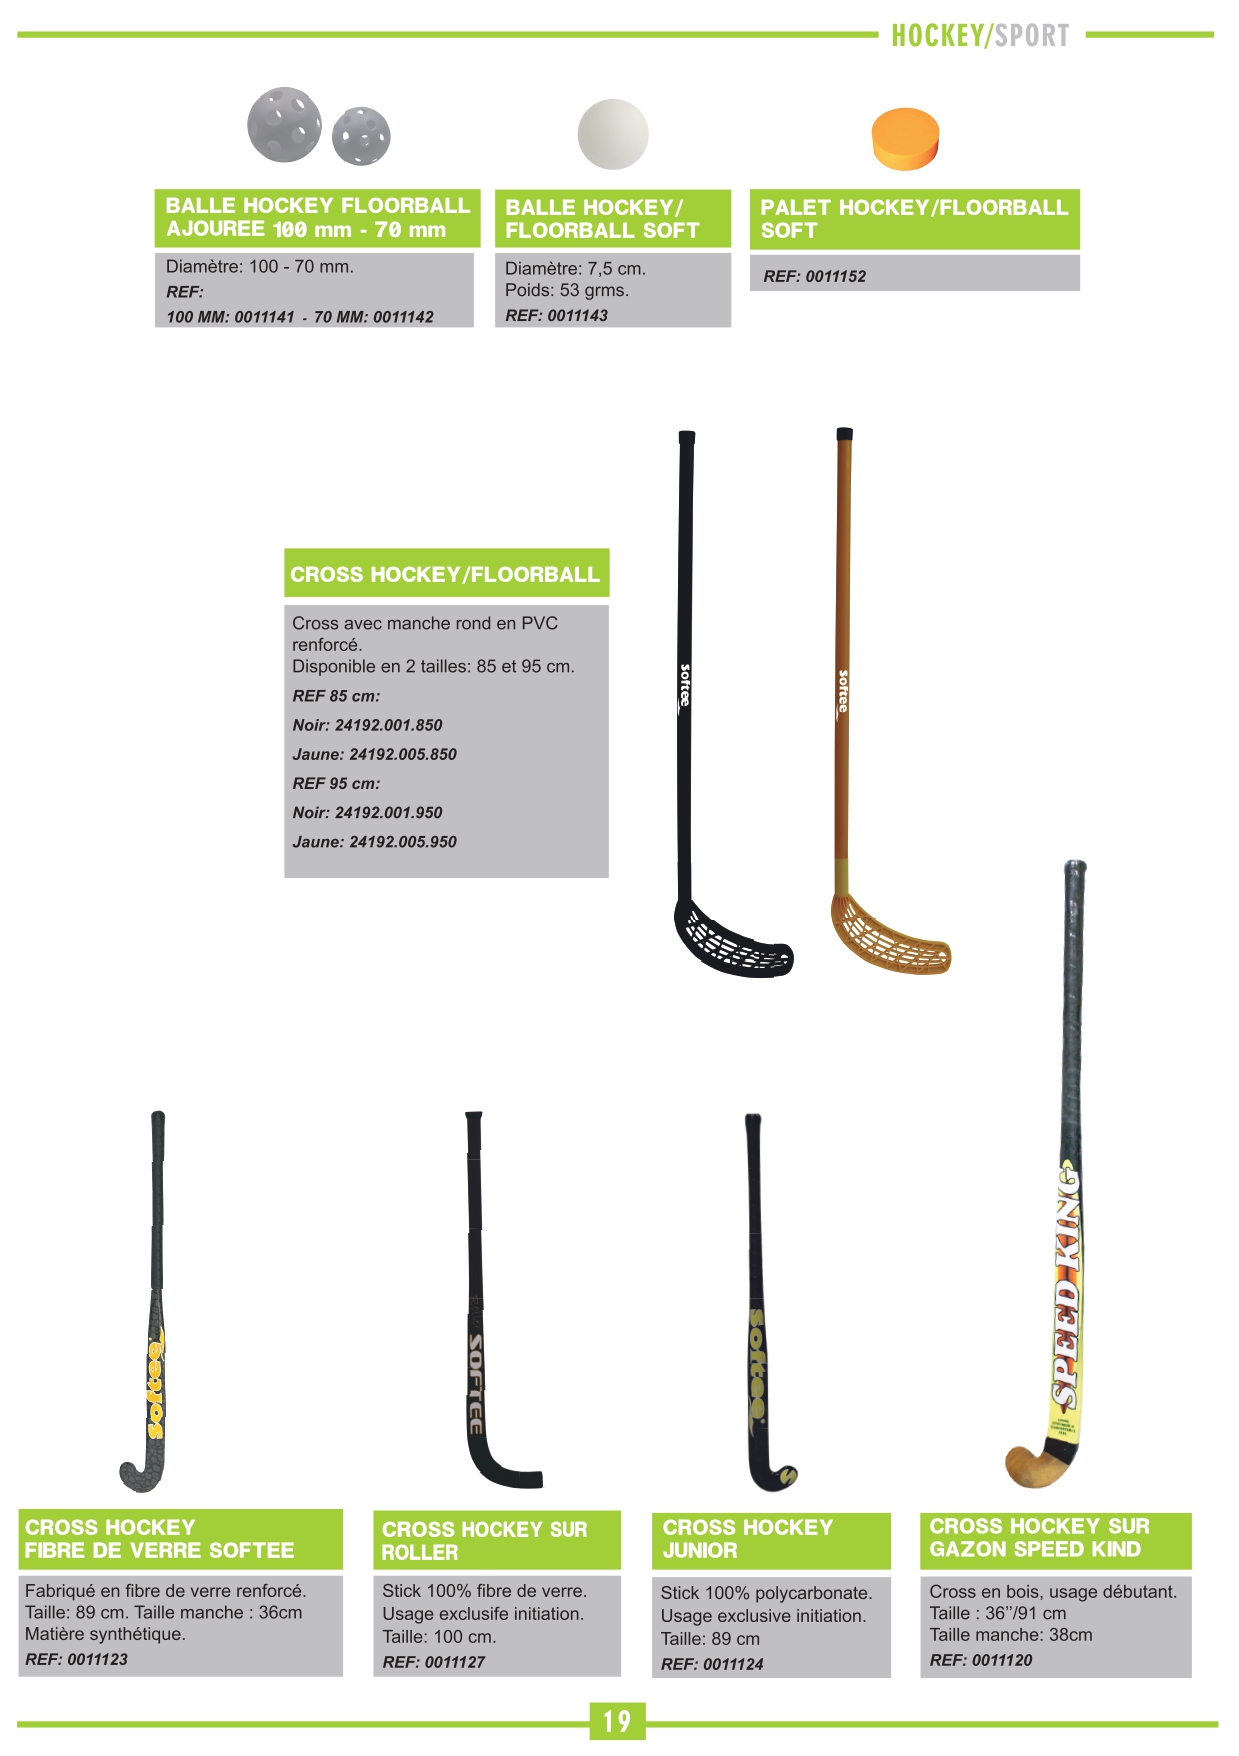 HOCKEY/SPORT
BALLE HOCKEY FLOORBALL
AJOUREE 100 mm - 70 mm
Diamètre: 100 - 70 mm.
REF:
100 MM: 0011141 - 70 MM: 0011142
BALLE HOCKEY/
FLOORBALL SOFT
Diamètre: 7,5 cm.
Poids: 53 grms.
REF: 0011143
PALET HOCKEY/FLOORBALL
SOFT
REF: 0011152
CROSS HOCKEY/FLOORBALL
Cross avec manche rond en PVC
renforcé.
Disponible en 2 tailles: 85 et 95 cm.
REF 85 cm:
Noir: 24192.001.850
Jaune: 24192.005.850
REF 95 cm:
Noir: 24192.001.950
Jaune: 24192.005.950
softee
softee
softee
SOFTEE
softee
S
SPEED KING
CROSS HOCKEY
FIBRE DE VERRE SOFTEE
Fabriqué en fibre de verre renforcé.
Taille: 89 cm. Taille manche : 36cm
Matière synthétique.
REF: 0011123
CROSS HOCKEY SUR
ROLLER
Stick 100% fibre de verre.
Usage exclusife initiation.
Taille: 100 cm.
REF: 0011127
CROSS HOCKEY
JUNIOR
Stick 100% polycarbonate.
Usage exclusive initiation.
Taille: 89 cm
REF: 0011124
CROSS HOCKEY SUR
GAZON SPEED KIND
Cross en bois, usage débutant.
Taille : 36’’/91 cm
Taille manche: 38cm
REF: 0011120
19